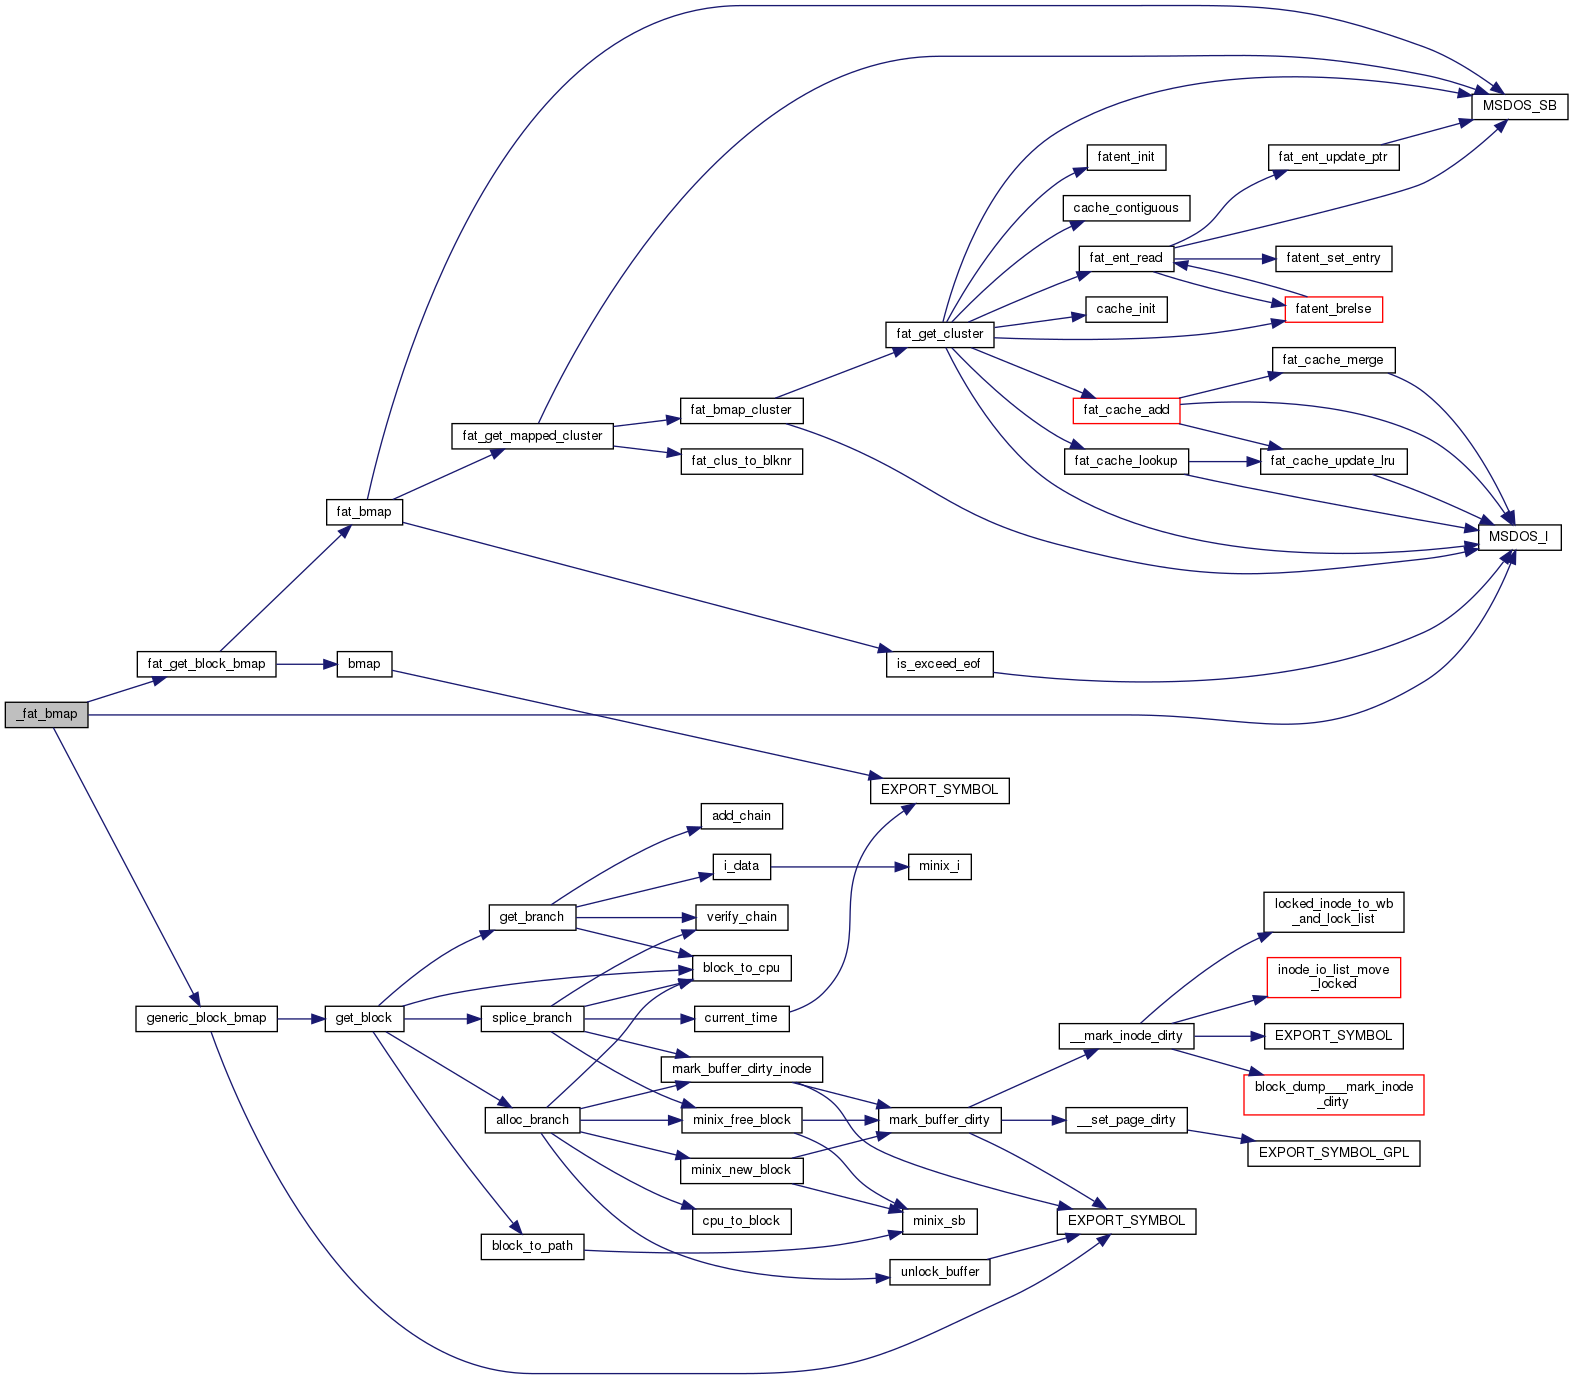 MSDOS_SB
fatent_init
fat_ent_update_ptr
cache_contiguous
fat_ent_read
fatent_set_entry
cache_init
fatent_brelse
fat_get_cluster
fat_cache_merge
fat_bmap_cluster
fat_cache_add
fat_get_mapped_cluster
fat_clus_to_blknr
fat_cache_lookup
fat_cache_update_lru
fat_bmap
MSDOS_I
fat_get_block_bmap
bmap
is_exceed_eof
_fat_bmap
EXPORT_SYMBOL
add_chain
i_data
minix_i
get_branch
verify_chain
locked_inode_to_wb
_and_lock_list
block_to_cpu
inode_io_list_move
_locked
generic_block_bmap
get_block
splice_branch
current_time
__mark_inode_dirty
EXPORT_SYMBOL
mark_buffer_dirty_inode
block_dump___mark_inode
_dirty
alloc_branch
minix_free_block
mark_buffer_dirty
__set_page_dirty
EXPORT_SYMBOL_GPL
minix_new_block
cpu_to_block
minix_sb
EXPORT_SYMBOL
block_to_path
unlock_buffer